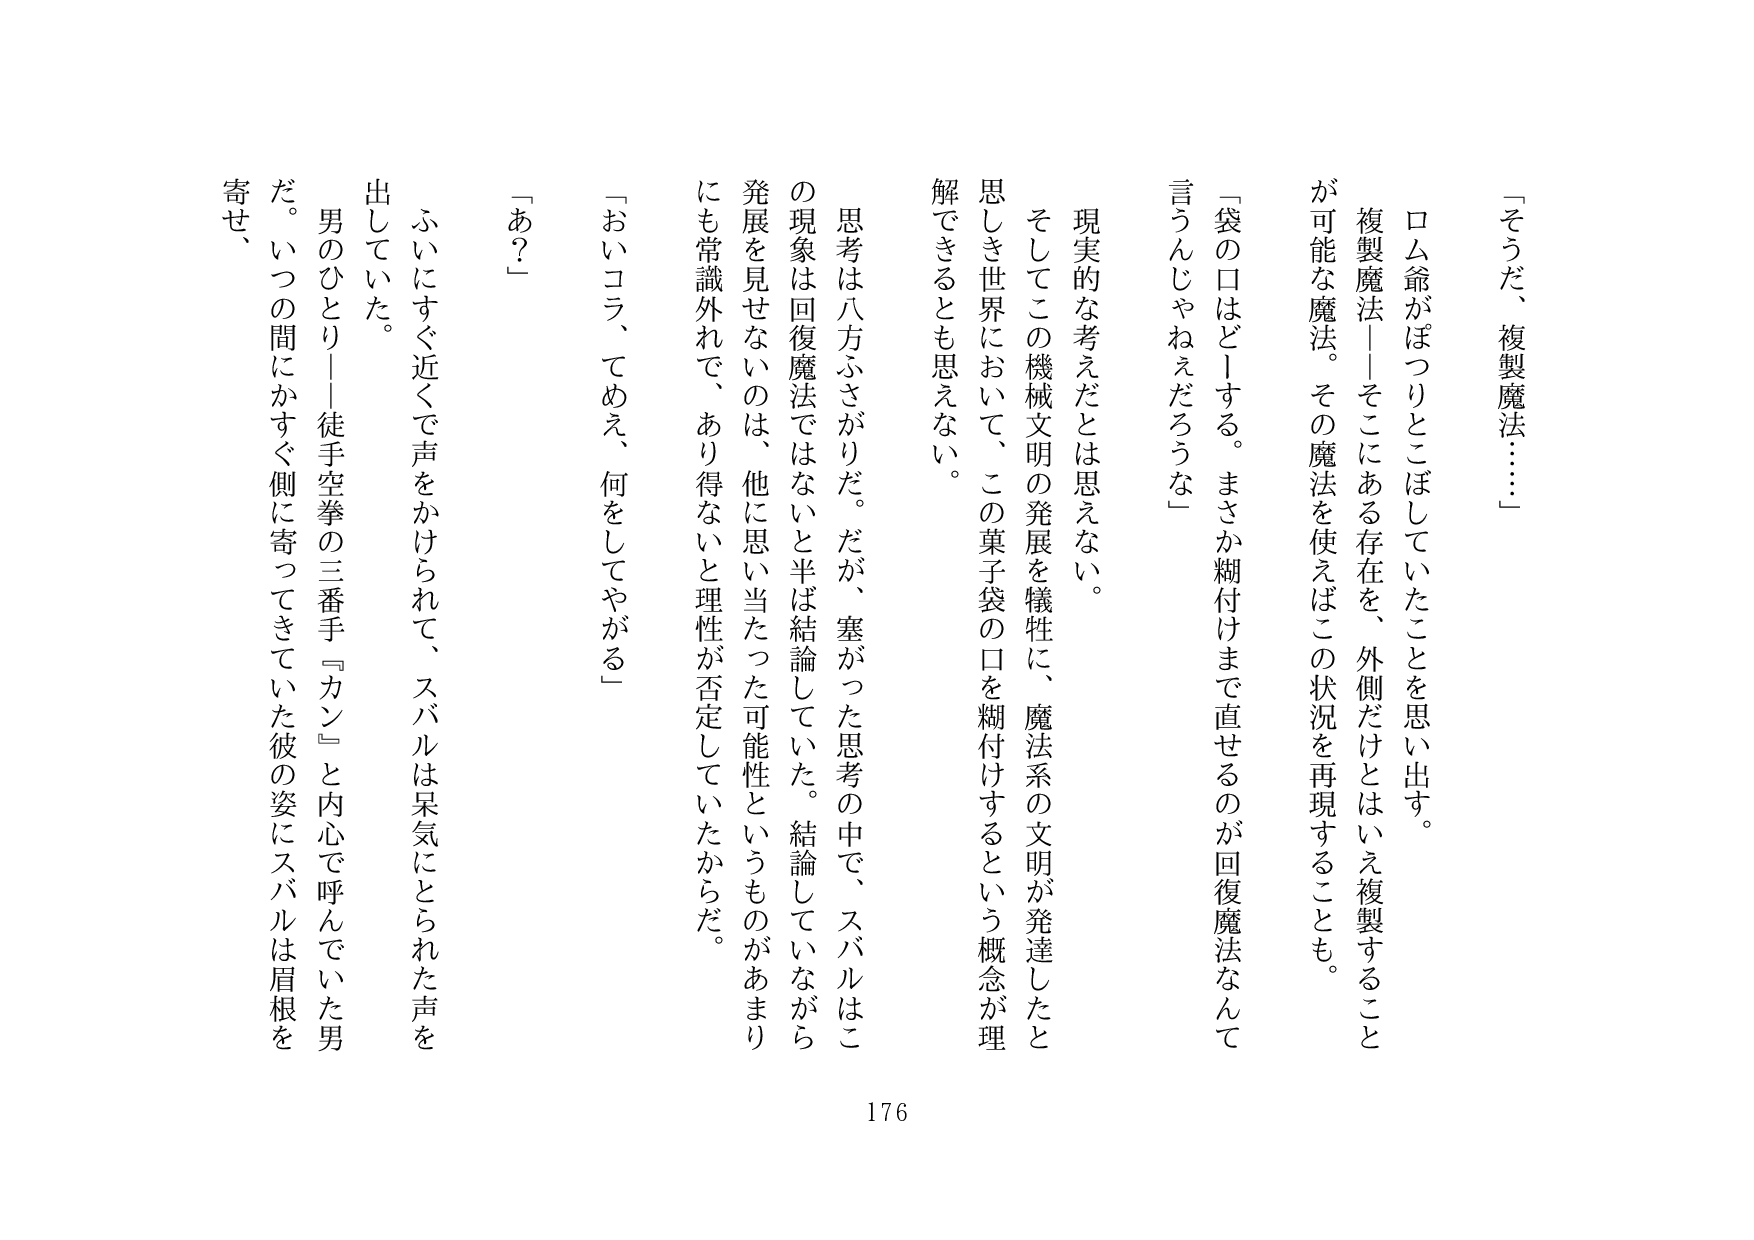 「そうだ、複製魔法……」
　ロム爺がぽつりとこぼしていたことを思い出す。
　複製魔法――そこにある存在を、外側だけとはいえ複製すること
が可能な魔法。その魔法を使えばこの状況を再現することも。
「袋の口はどーする。まさか糊付けまで直せるのが回復魔法なんて
言うんじゃねぇだろうな」
　現実的な考えだとは思えない。
　そしてこの機械文明の発展を犠牲に、魔法系の文明が発達したと
思しき世界において、この菓子袋の口を糊付けするという概念が理
解できるとも思えない。
　思考は八方ふさがりだ。だが、塞がった思考の中で、スバルはこ
の現象は回復魔法ではないと半ば結論していた。結論していながら
発展を見せないのは、他に思い当たった可能性というものがあまり
にも常識外れで、あり得ないと理性が否定していたからだ。
「おいコラ、てめえ、何をしてやがる」
「あ？」
　ふいにすぐ近くで声をかけられて、スバルは呆気にとられた声を
出していた。
　男のひとり――徒手空拳の三番手『カン』と内心で呼んでいた男
だ。いつの間にかすぐ側に寄ってきていた彼の姿にスバルは眉根を
寄せ、
176